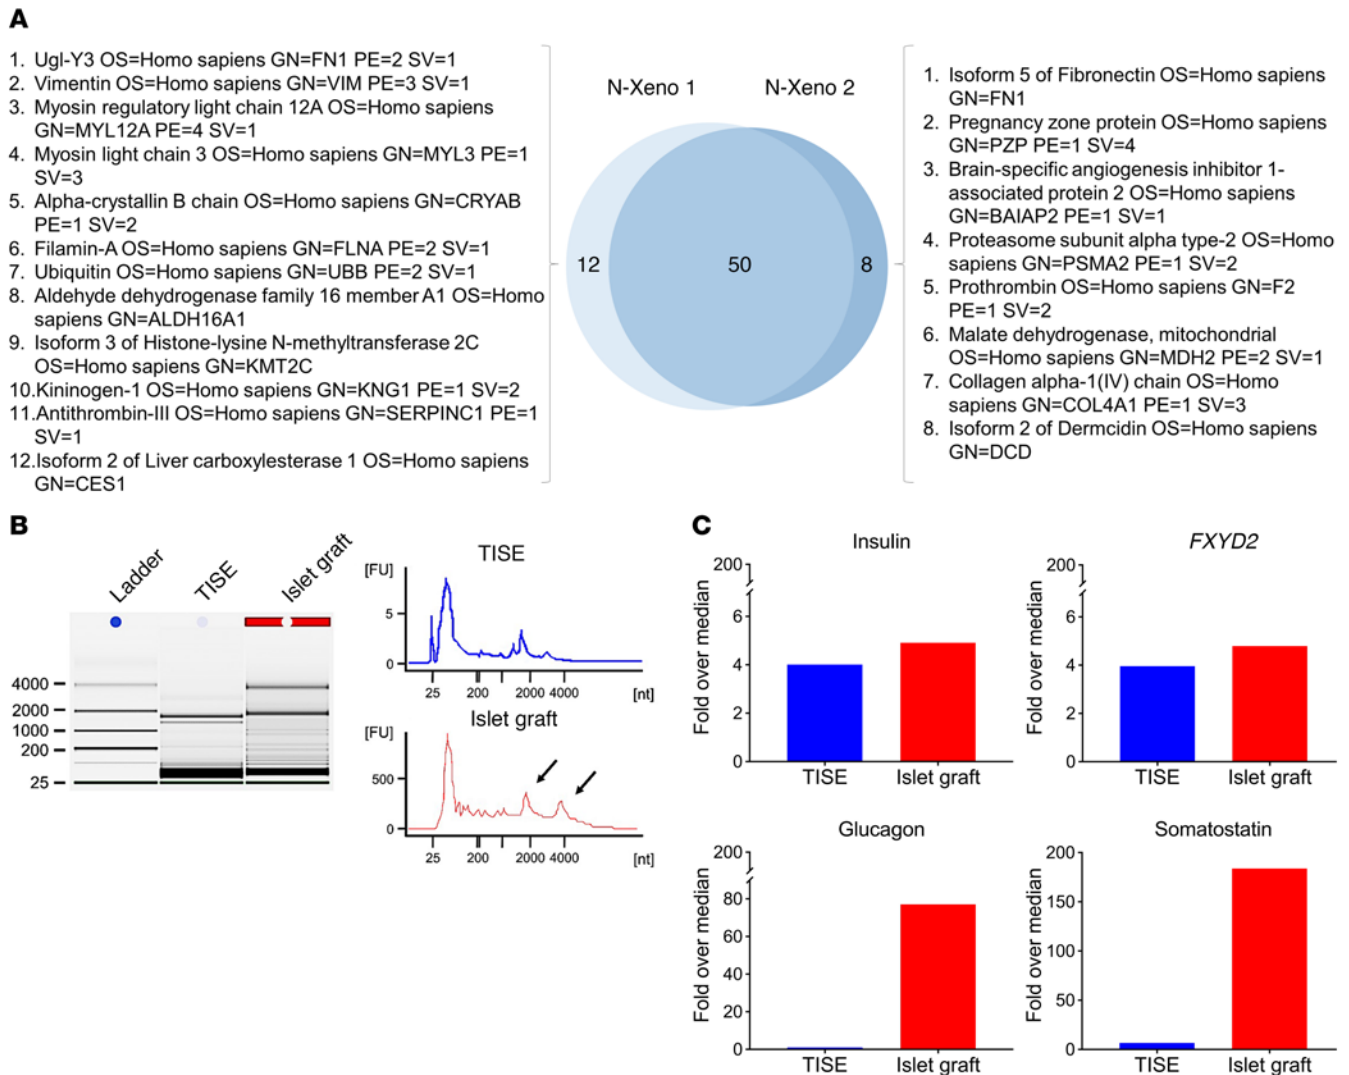 A
1. Ugl-Y3 OS=Homo sapiens GN=FN1 PE=2 SV=1
2. Vimentin OS=Homo sapiens GN=VIM PE=3 SV=1
3. Myosin regulatory light chain 12A OS=Homo sapiens
GN=MYL12A PE=4 SV=1
4. Myosin light chain 3 OS=Homo sapiens GN=MYL3 PE=1
SV=3
5. Alpha-crystallin B chain OS=Homo sapiens GN=CRYAB
PE=1 SV=2
6. Filamin-A OS=Homo sapiens GN=FLNA PE=2 SV=1
7. Ubiquitin OS=Homo sapiens GN=UBB PE=2 SV=1
8. Aldehyde dehydrogenase family 16 member A1 OS=Homo
sapiens GN=ALDH16A1
9. Isoform 3 of Histone-lysine N-methyltransferase 2C
OS=Homo sapiens GN=KMT2C
10.Kininogen-1 OS=Homo sapiens GN=KNG1 PE=1 SV=2
11.Antithrombin-III OS=Homo sapiens GN=SERPINC1 PE=1
SV=1
12.Isoform 2 of Liver carboxylesterase 1 OS=Homo sapiens
GN=CES1
N-Xeno 1 N-Xeno 2
12 50 8
1. Isoform 5 of Fibronectin OS=Homo sapiens
GN=FN1
2. Pregnancy zone protein OS=Homo sapiens
GN=PZP PE=1 SV=4
3. Brain-specific angiogenesis inhibitor 1-
associated protein 2 OS=Homo sapiens
GN=BAIAP2 PE=1 SV=1
4. Proteasome subunit alpha type-2 OS=Homo
sapiens GN=PSMA2 PE=1 SV=2
5. Prothrombin OS=Homo sapiens GN=F2
PE=1 SV=2
6. Malate dehydrogenase, mitochondrial
OS=Homo sapiens GN=MDH2 PE=2 SV=1
7. Collagen alpha-1(IV) chain OS=Homo
sapiens GN=COL4A1 PE=1 SV=3
8. Isoform 2 of Dermcidin OS=Homo sapiens
GN=DCD
B
Ladder TISE Islet graft
4000
2000
1000
200
25
TISE
[FU]
5
0
25 200 2000 4000 [nt]
Islet graft
[FU]
500
0
25 200 2000 4000 [nt]
C
Insulin
Fold over median
200
6
4
2
0
TISE Islet graft
FXYD2
Fold over median
200
6
4
2
0
TISE Islet graft
Glucagon
Fold over median
200
80
60
40
20
0
TISE Islet graft
Somatostatin
Fold over median
200
150
100
50
0
TISE Islet graft